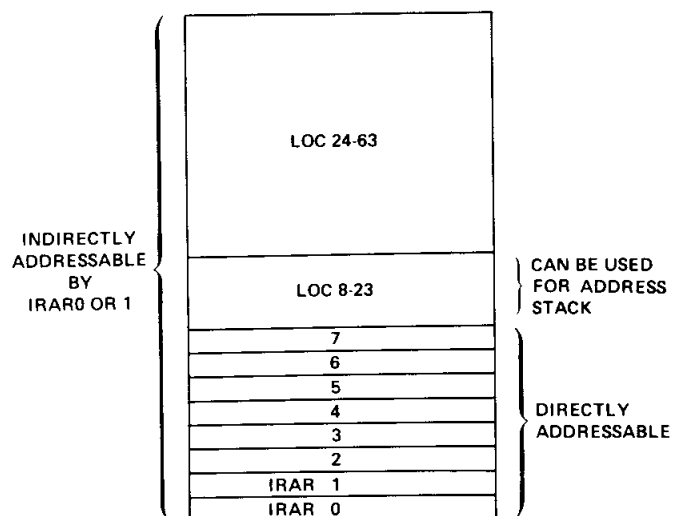 LOC 24-63
INDIRECTLY
ADDRESSABLE
BY
IRAR0 OR 1
LOC 8-23
CAN BE USED
FOR ADDRESS
STACK
7
6
5
4
3
2
IRAR 1
IRAR 0
DIRECTLY
ADDRESSABLE